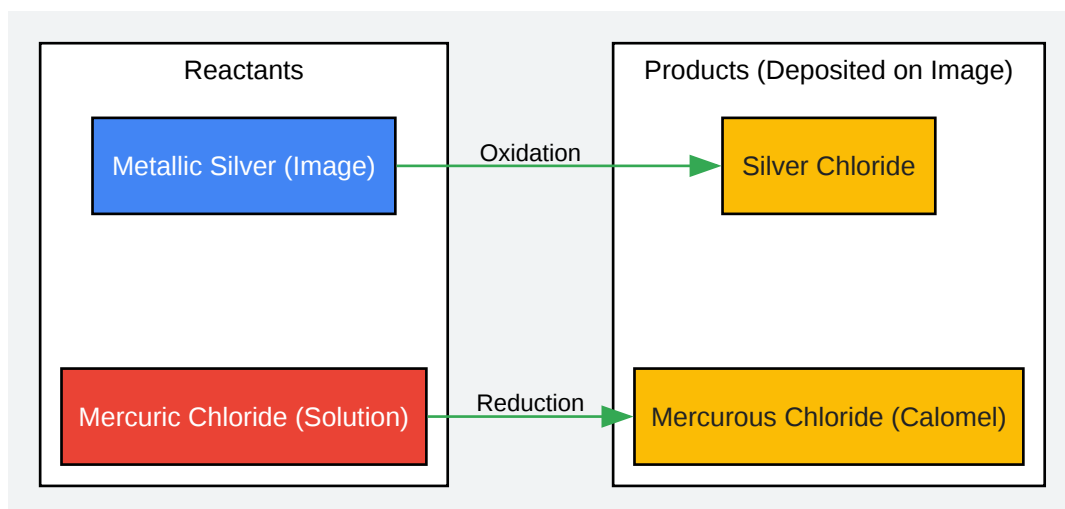 Reactants
Products (Deposited on Image)
Metallic Silver (Image)
Oxidation
Silver Chloride
Mercuric Chloride (Solution)
Reduction
Mercurous Chloride (Calomel)